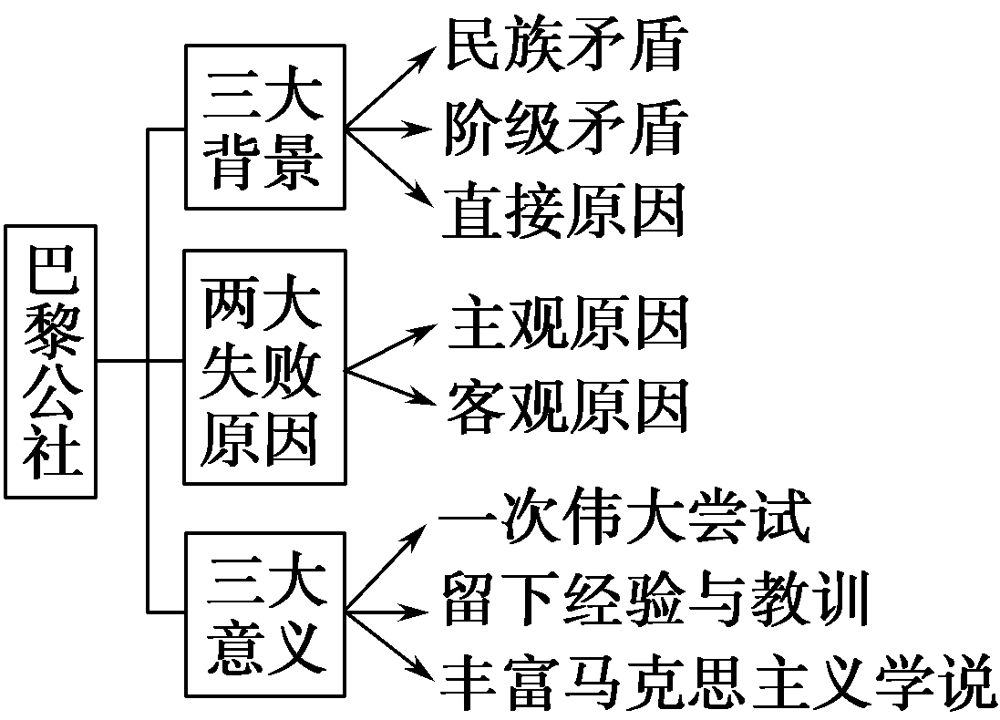 巴黎公社
三大
背景
民族矛盾
阶级矛盾
直接原因
两大
失败
原因
主观原因
客观原因
三大
意义
一次伟大尝试
留下经验与教训
丰富马克思主义学说